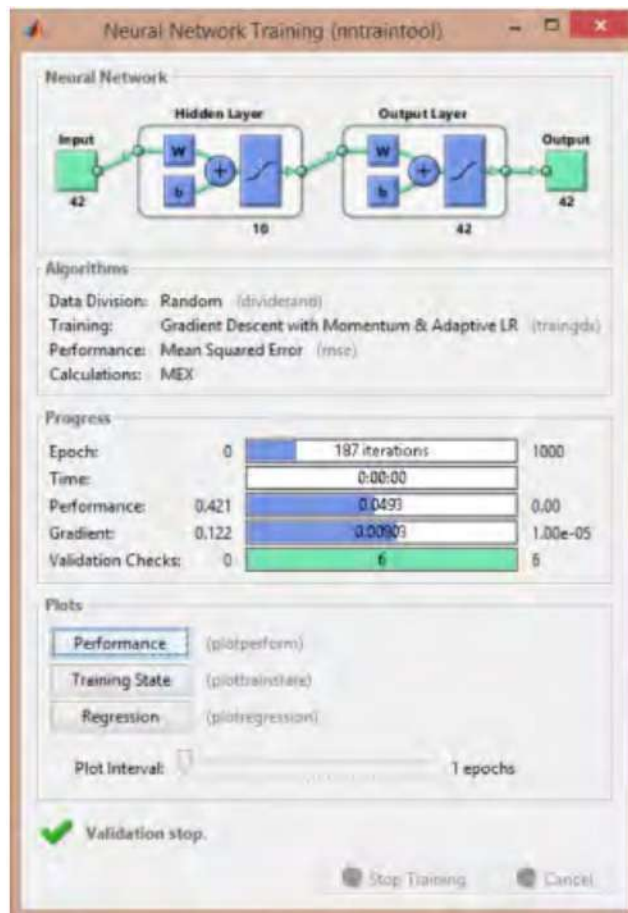 Neural Network Training (nntraintool)
Neural Network
Hidden Layer
Output Layer
Input
W
b
+
W
b
+
Output
42
10
42
42
Algorithms
Data Division: Random (dividerand)
Training: Gradient Descent with Momentum & Adaptive LR (traingdx)
Performance: Mean Squared Error (mse)
Calculations: MEX
Progress
Epoch: 0 187 iterations 1000
Time: 0:00:00
Performance: 0.421 0.0493 0.00
Gradient: 0.122 0.00903 1.00e-05
Validation Checks: 0 6 6
Plots
Performance (plotperform)
Training State (plottrainstate)
Regression (plotregression)
Plot Interval: 1 epochs
Validation stop.
Stop Training Cancel